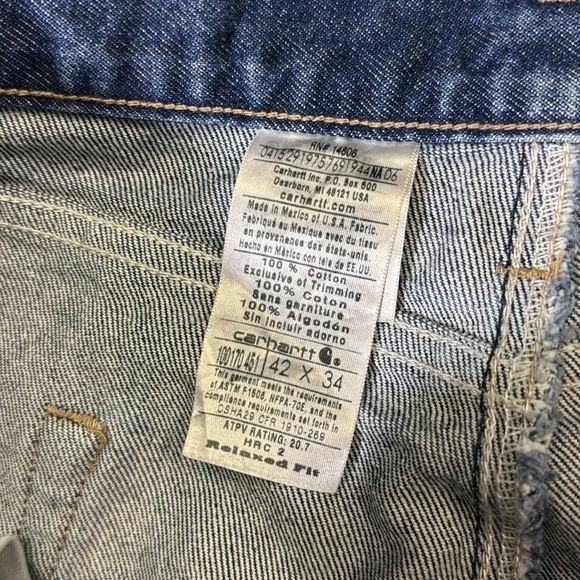 RN# 14806
04152919757691944NA06
Carhartt Inc. P.O. Box 600
Dearborn, MI 48121 USA
carhartt.com
Made in Mexico of U.S.A. Fabric.
Fabriqué au Mexique avec du tissu
en provenance des états-unis
Hecho en México con tela de EE.UU.
100 % Cotton
Exclusive of Trimming
100% Coton
Sans garniture
100% Algodón
Sin incluir adorno
carhartt
100170 461 42 X 34
This garment meets the requirements
of ASTM F1506, NFPA-70E, and the
compliance requirements set forth in
OSHA29 CFR 1910-269
ATPV RATING: 20.7
HRC 2
Relaxed Fit